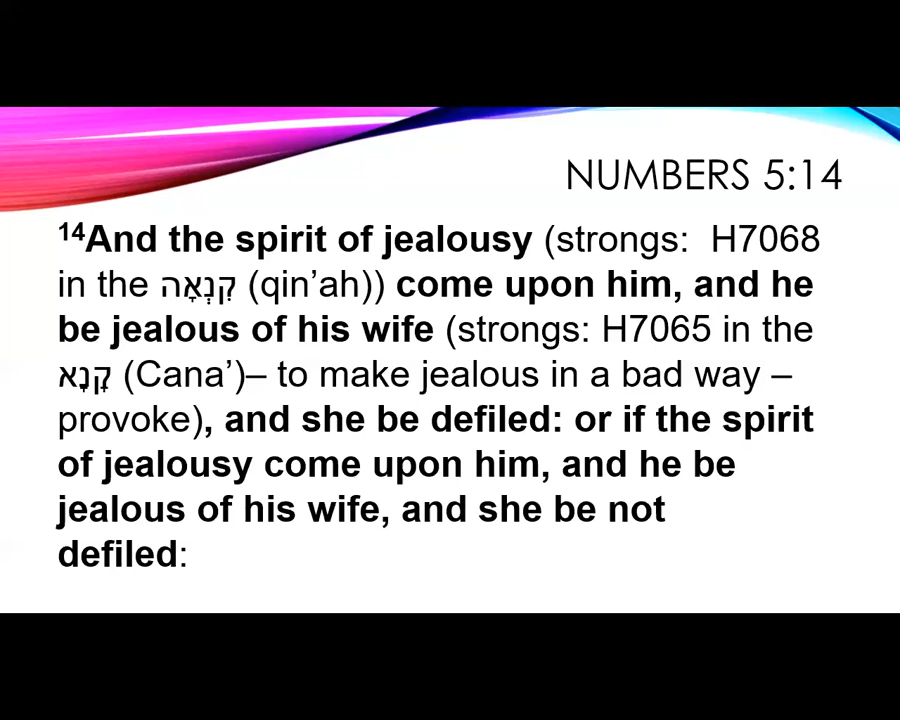 NUMBERS 5:14
¹⁴And the spirit of jealousy (strongs: H7068
in the קִנְאָה (qin’ah)) come upon him, and he
be jealous of his wife (strongs: H7065 in the
קָנָא (Cana’)– to make jealous in a bad way –
provoke), and she be defiled: or if the spirit
of jealousy come upon him, and he be
jealous of his wife, and she be not
defiled: